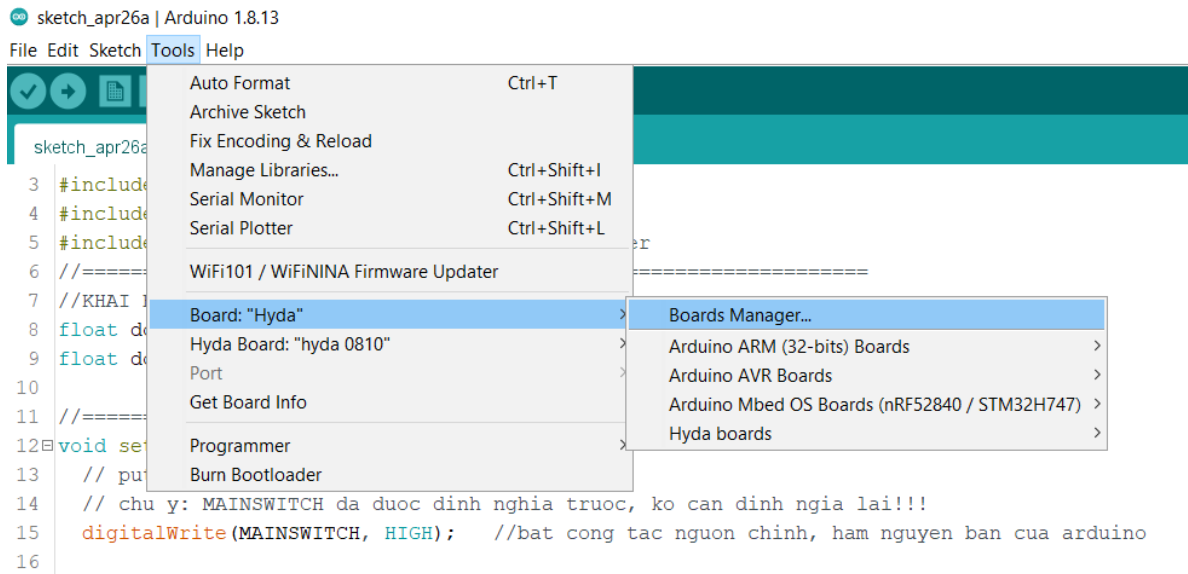 sketch_apr26a | Arduino 1.8.13
File Edit Sketch Tools Help
Auto Format Ctrl+T
Archive Sketch
Fix Encoding & Reload
Manage Libraries... Ctrl+Shift+I
Serial Monitor Ctrl+Shift+M
Serial Plotter Ctrl+Shift+L
WiFi101 / WiFiNINA Firmware Updater
Board: "Hyda"
Hyda Board: "hyda 0810"
Port
Get Board Info
Programmer
Burn Bootloader
Boards Manager...
Arduino ARM (32-bits) Boards
Arduino AVR Boards
Arduino Mbed OS Boards (nRF52840 / STM32H747)
Hyda boards
sketch_apr26a
3 #include
4 #include
5 #include
6 //====== =====================
7 //KHAI
8 float
9 float
10
11 //======
12 void
13 //
14 // chu y: MAINSWITCH da duoc dinh nghia truoc, ko can dinh ngia lai!!!
15 digitalWrite(MAINSWITCH, HIGH); //bat cong tac nguon chinh, ham nguyen ban cua arduino
16